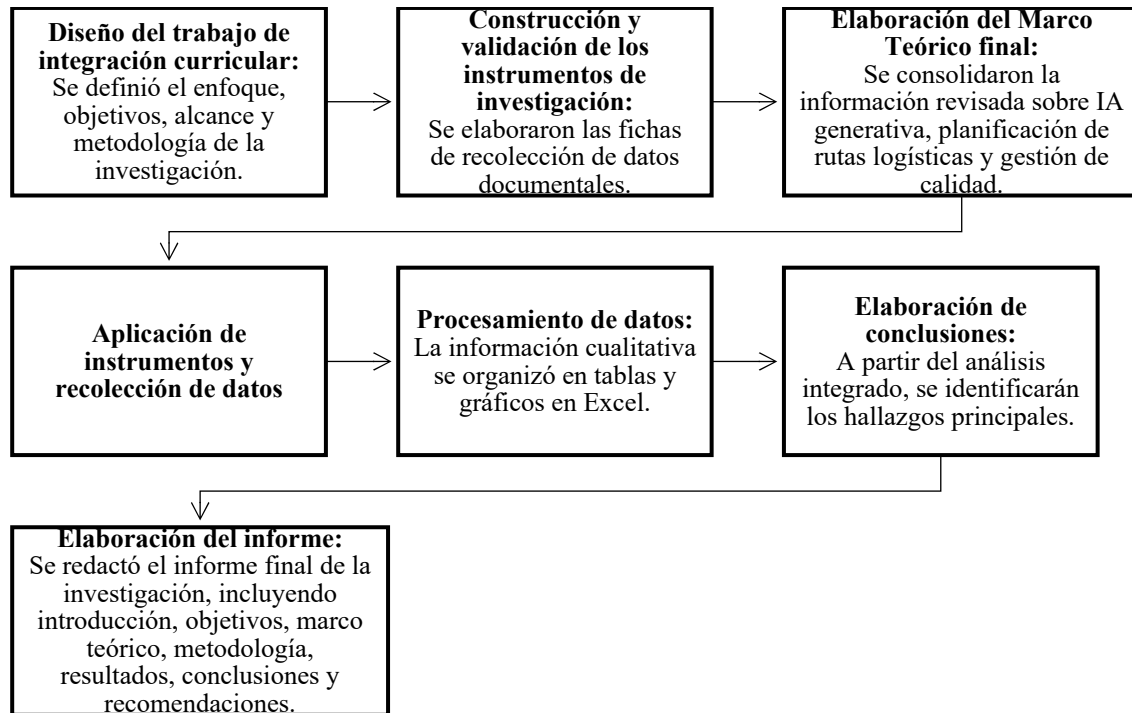 Diseño del trabajo de
integración curricular:
Se definió el enfoque,
objetivos, alcance y
metodología de la
investigación.
Construcción y
validación de los
instrumentos de
investigación:
Se elaboraron las fichas
de recolección de datos
documentales.
Elaboración del Marco
Teórico final:
Se consolidaron la
información revisada sobre IA
generativa, planificación de
rutas logísticas y gestión de
calidad.
Aplicación de
instrumentos y
recolección de datos
Procesamiento de datos:
La información cualitativa
se organizó en tablas y
gráficos en Excel.
Elaboración de
conclusiones:
A partir del análisis
integrado, se identificarán
los hallazgos principales.
Elaboración del informe:
Se redactó el informe final de la
investigación, incluyendo
introducción, objetivos, marco
teórico, metodología,
resultados, conclusiones y
recomendaciones.